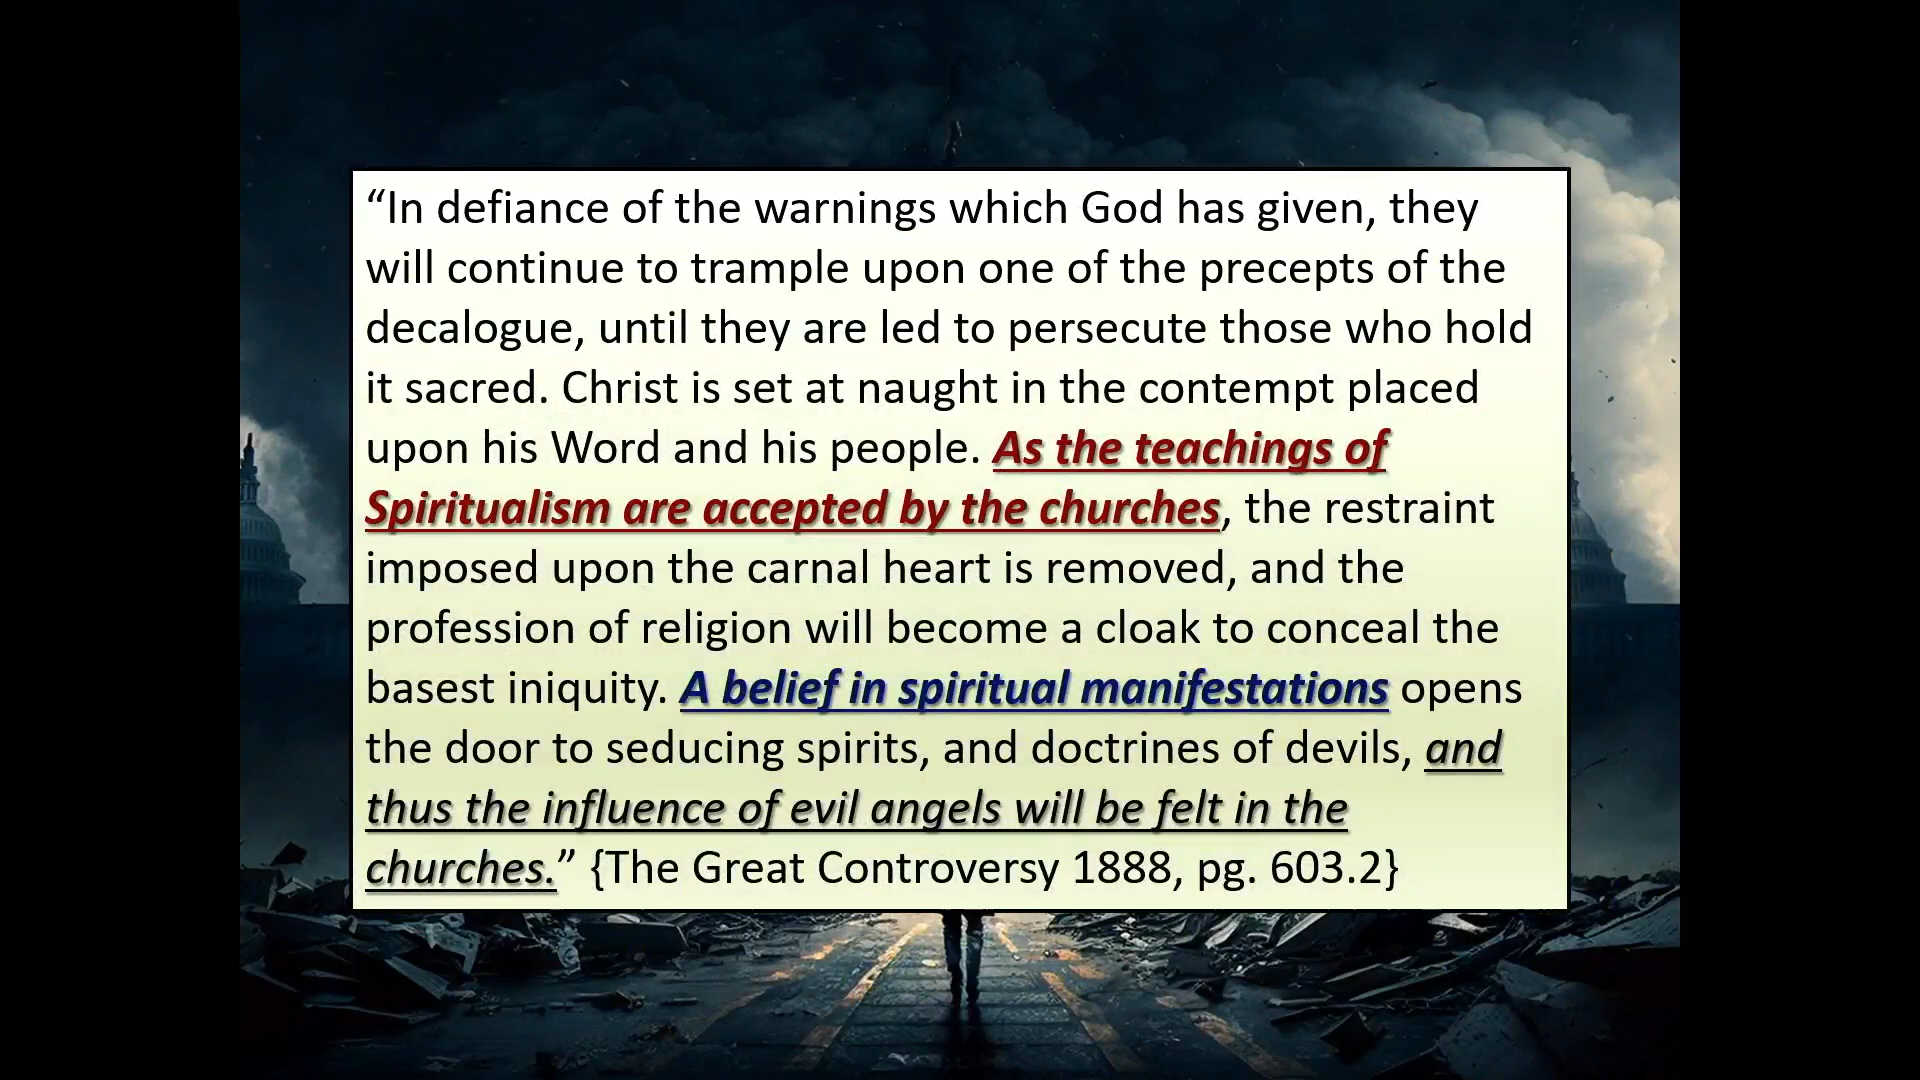 “In defiance of the warnings which God has given, they
will continue to trample upon one of the precepts of the
decalogue, until they are led to persecute those who hold
it sacred. Christ is set at naught in the contempt placed
upon his Word and his people. As the teachings of
Spiritualism are accepted by the churches, the restraint
imposed upon the carnal heart is removed, and the
profession of religion will become a cloak to conceal the
basest iniquity. A belief in spiritual manifestations opens
the door to seducing spirits, and doctrines of devils, and
thus the influence of evil angels will be felt in the
churches.” {The Great Controversy 1888, pg. 603.2}